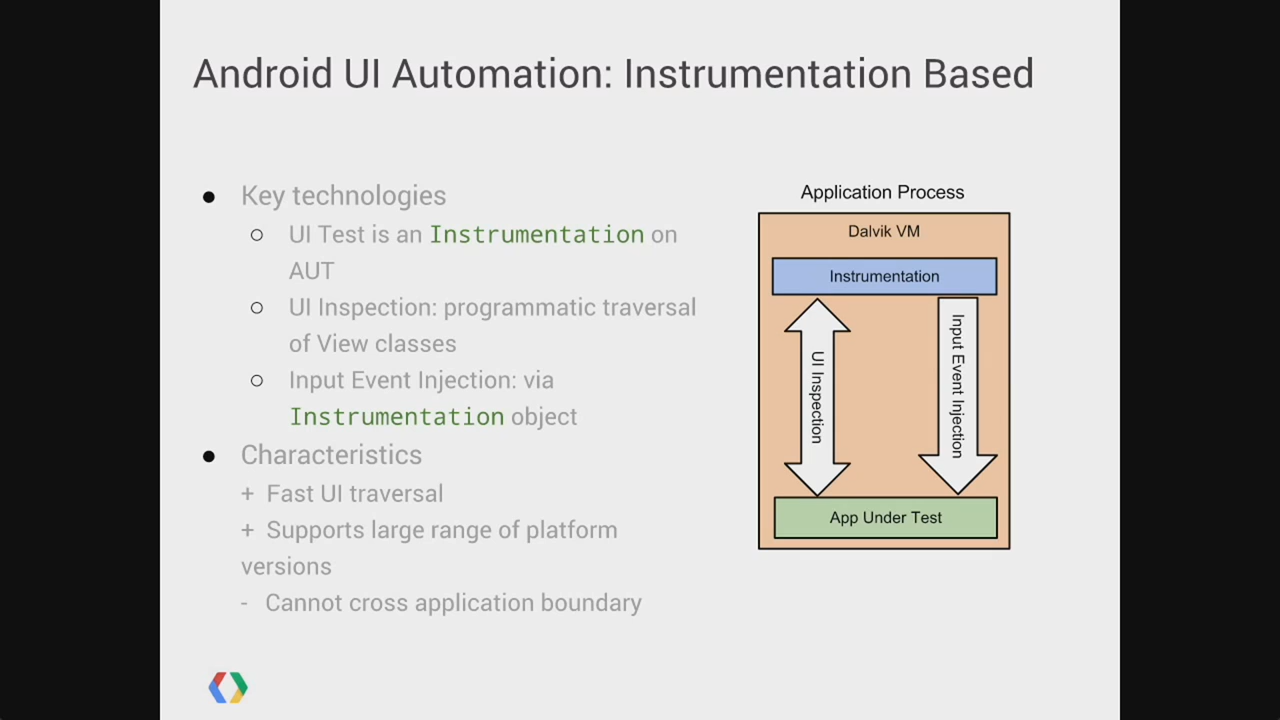 Android UI Automation: Instrumentation Based
● Key technologies
○ UI Test is an Instrumentation on
AUT
○ UI Inspection: programmatic traversal
of View classes
○ Input Event Injection: via
Instrumentation object
● Characteristics
+ Fast UI traversal
+ Supports large range of platform
versions
- Cannot cross application boundary
Application Process
Dalvik VM
Instrumentation
UI Inspection
Input Event Injection
App Under Test